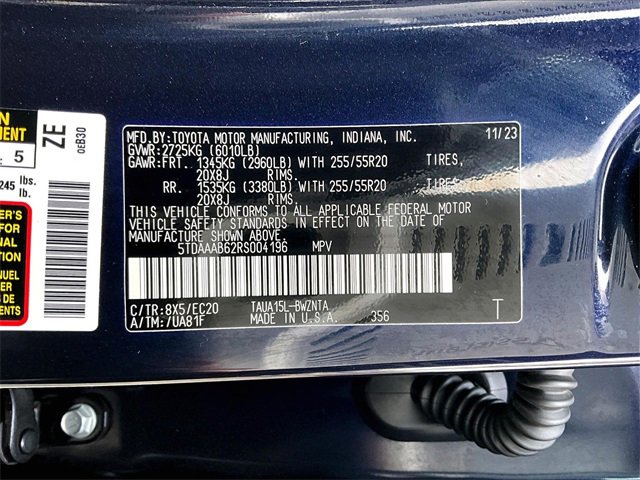 MFD.BY:TOYOTA MOTOR MANUFACTURING, INDIANA, INC. 11/23
GVWR:2725KG (6010LB)
GAWR:FRT. 1345KG (2960LB) WITH 255/55R20 TIRES,
20X8J RIMS.
RR. 1535KG (3380LB) WITH 255/55R20 TIRES,
20X8J RIMS.
THIS VEHICLE CONFORMS TO ALL APPLICABLE FEDERAL MOTOR
VEHICLE SAFETY STANDARDS IN EFFECT ON THE DATE OF
MANUFACTURE SHOWN ABOVE.
5TDAAAB62RS004196 MPV
C/TR:8X5/EC20 TAUA15L-BWZNTA
A/TM:/UA81F MADE IN U.S.A. 356 T
ZE
0EB30
5
245 lbs.
lb.